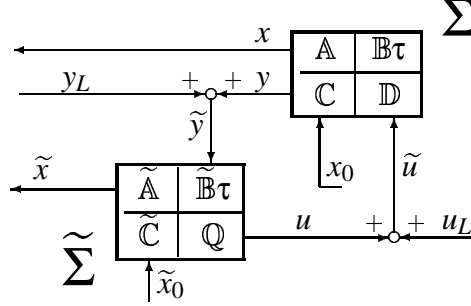 Σ
x
𝔸 𝔹τ
y_L + + y
ℂ 𝔻
ỹ
x̃
x_0
ũ
𝔸̃ 𝔹̃τ
ℂ̃ ℚ
u + + u_L
Σ̃
x̃_0